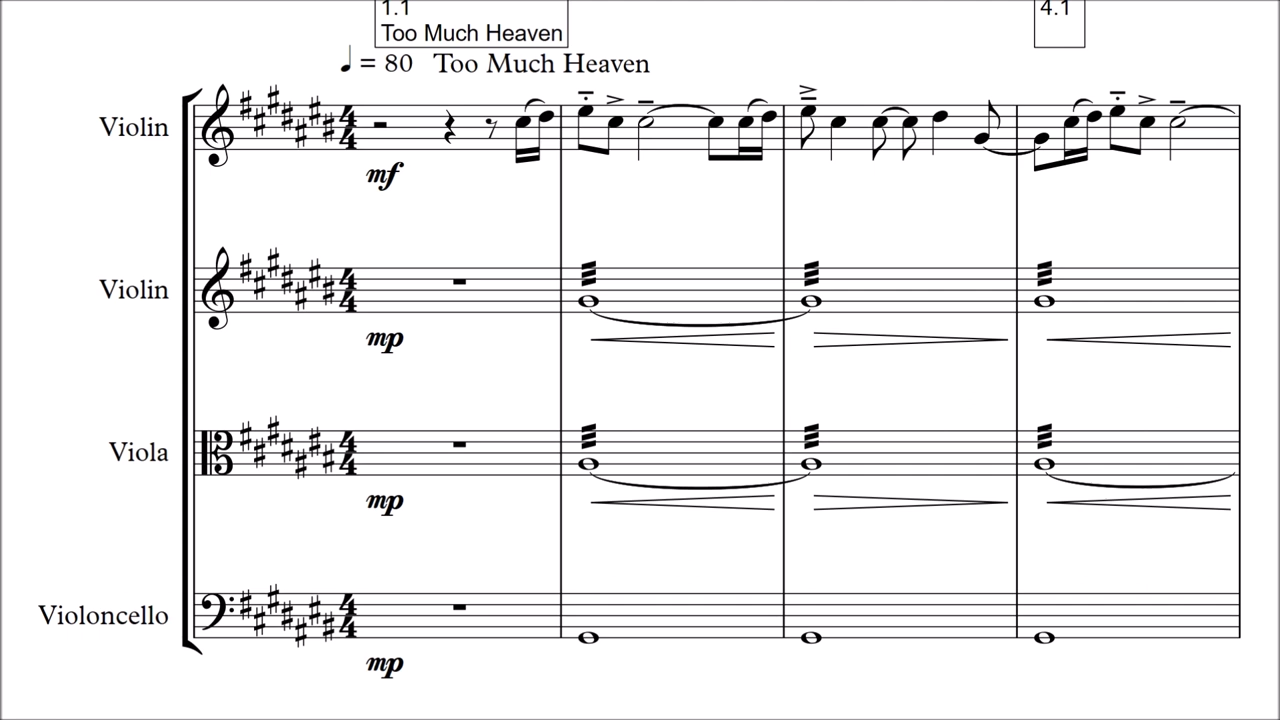 1.1
4.1
Too Much Heaven
♩ = 80 Too Much Heaven
Violin
mf
Violin
mp
Viola
mp
Violoncello
mp